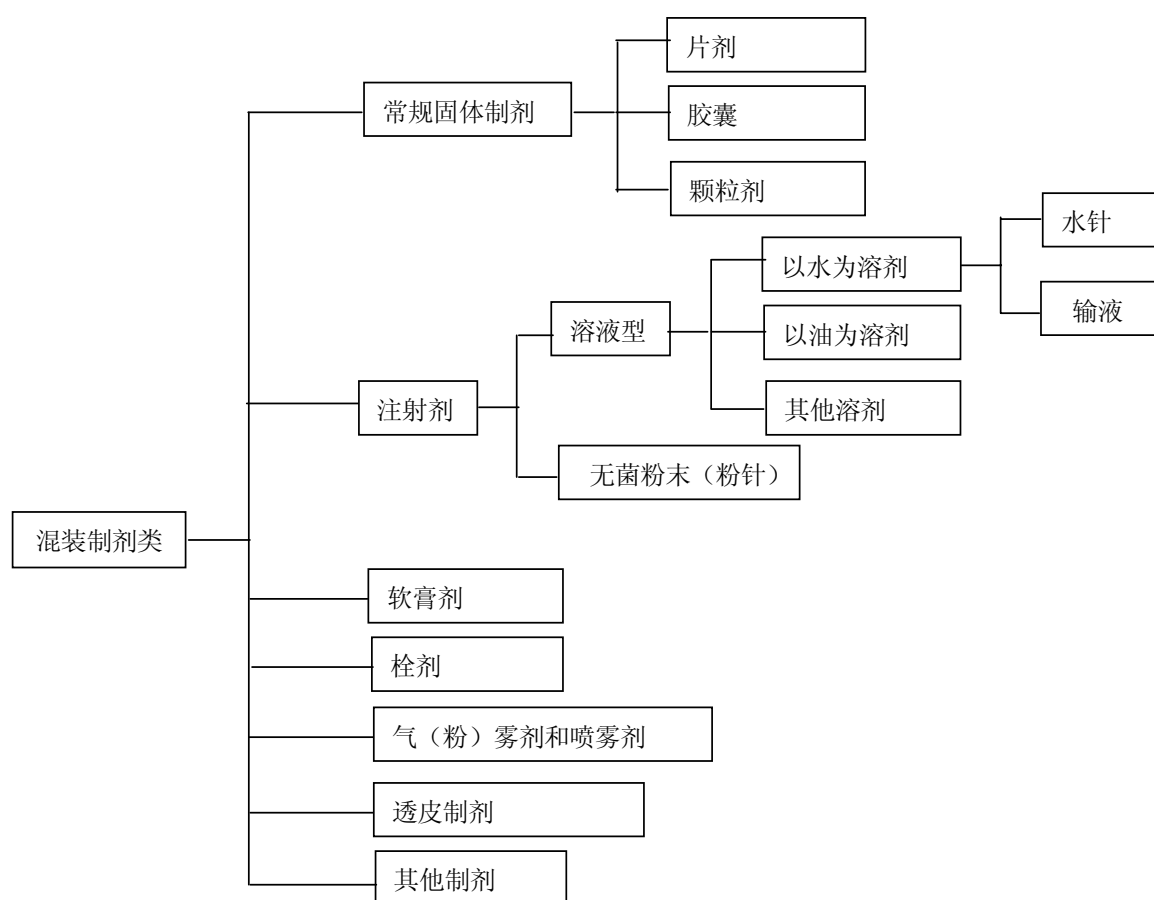 片剂
常规固体制剂
胶囊
颗粒剂
水针
以水为溶剂
输液
溶液型
以油为溶剂
注射剂
其他溶剂
无菌粉末（粉针）
混装制剂类
软膏剂
栓剂
气（粉）雾剂和喷雾剂
透皮制剂
其他制剂